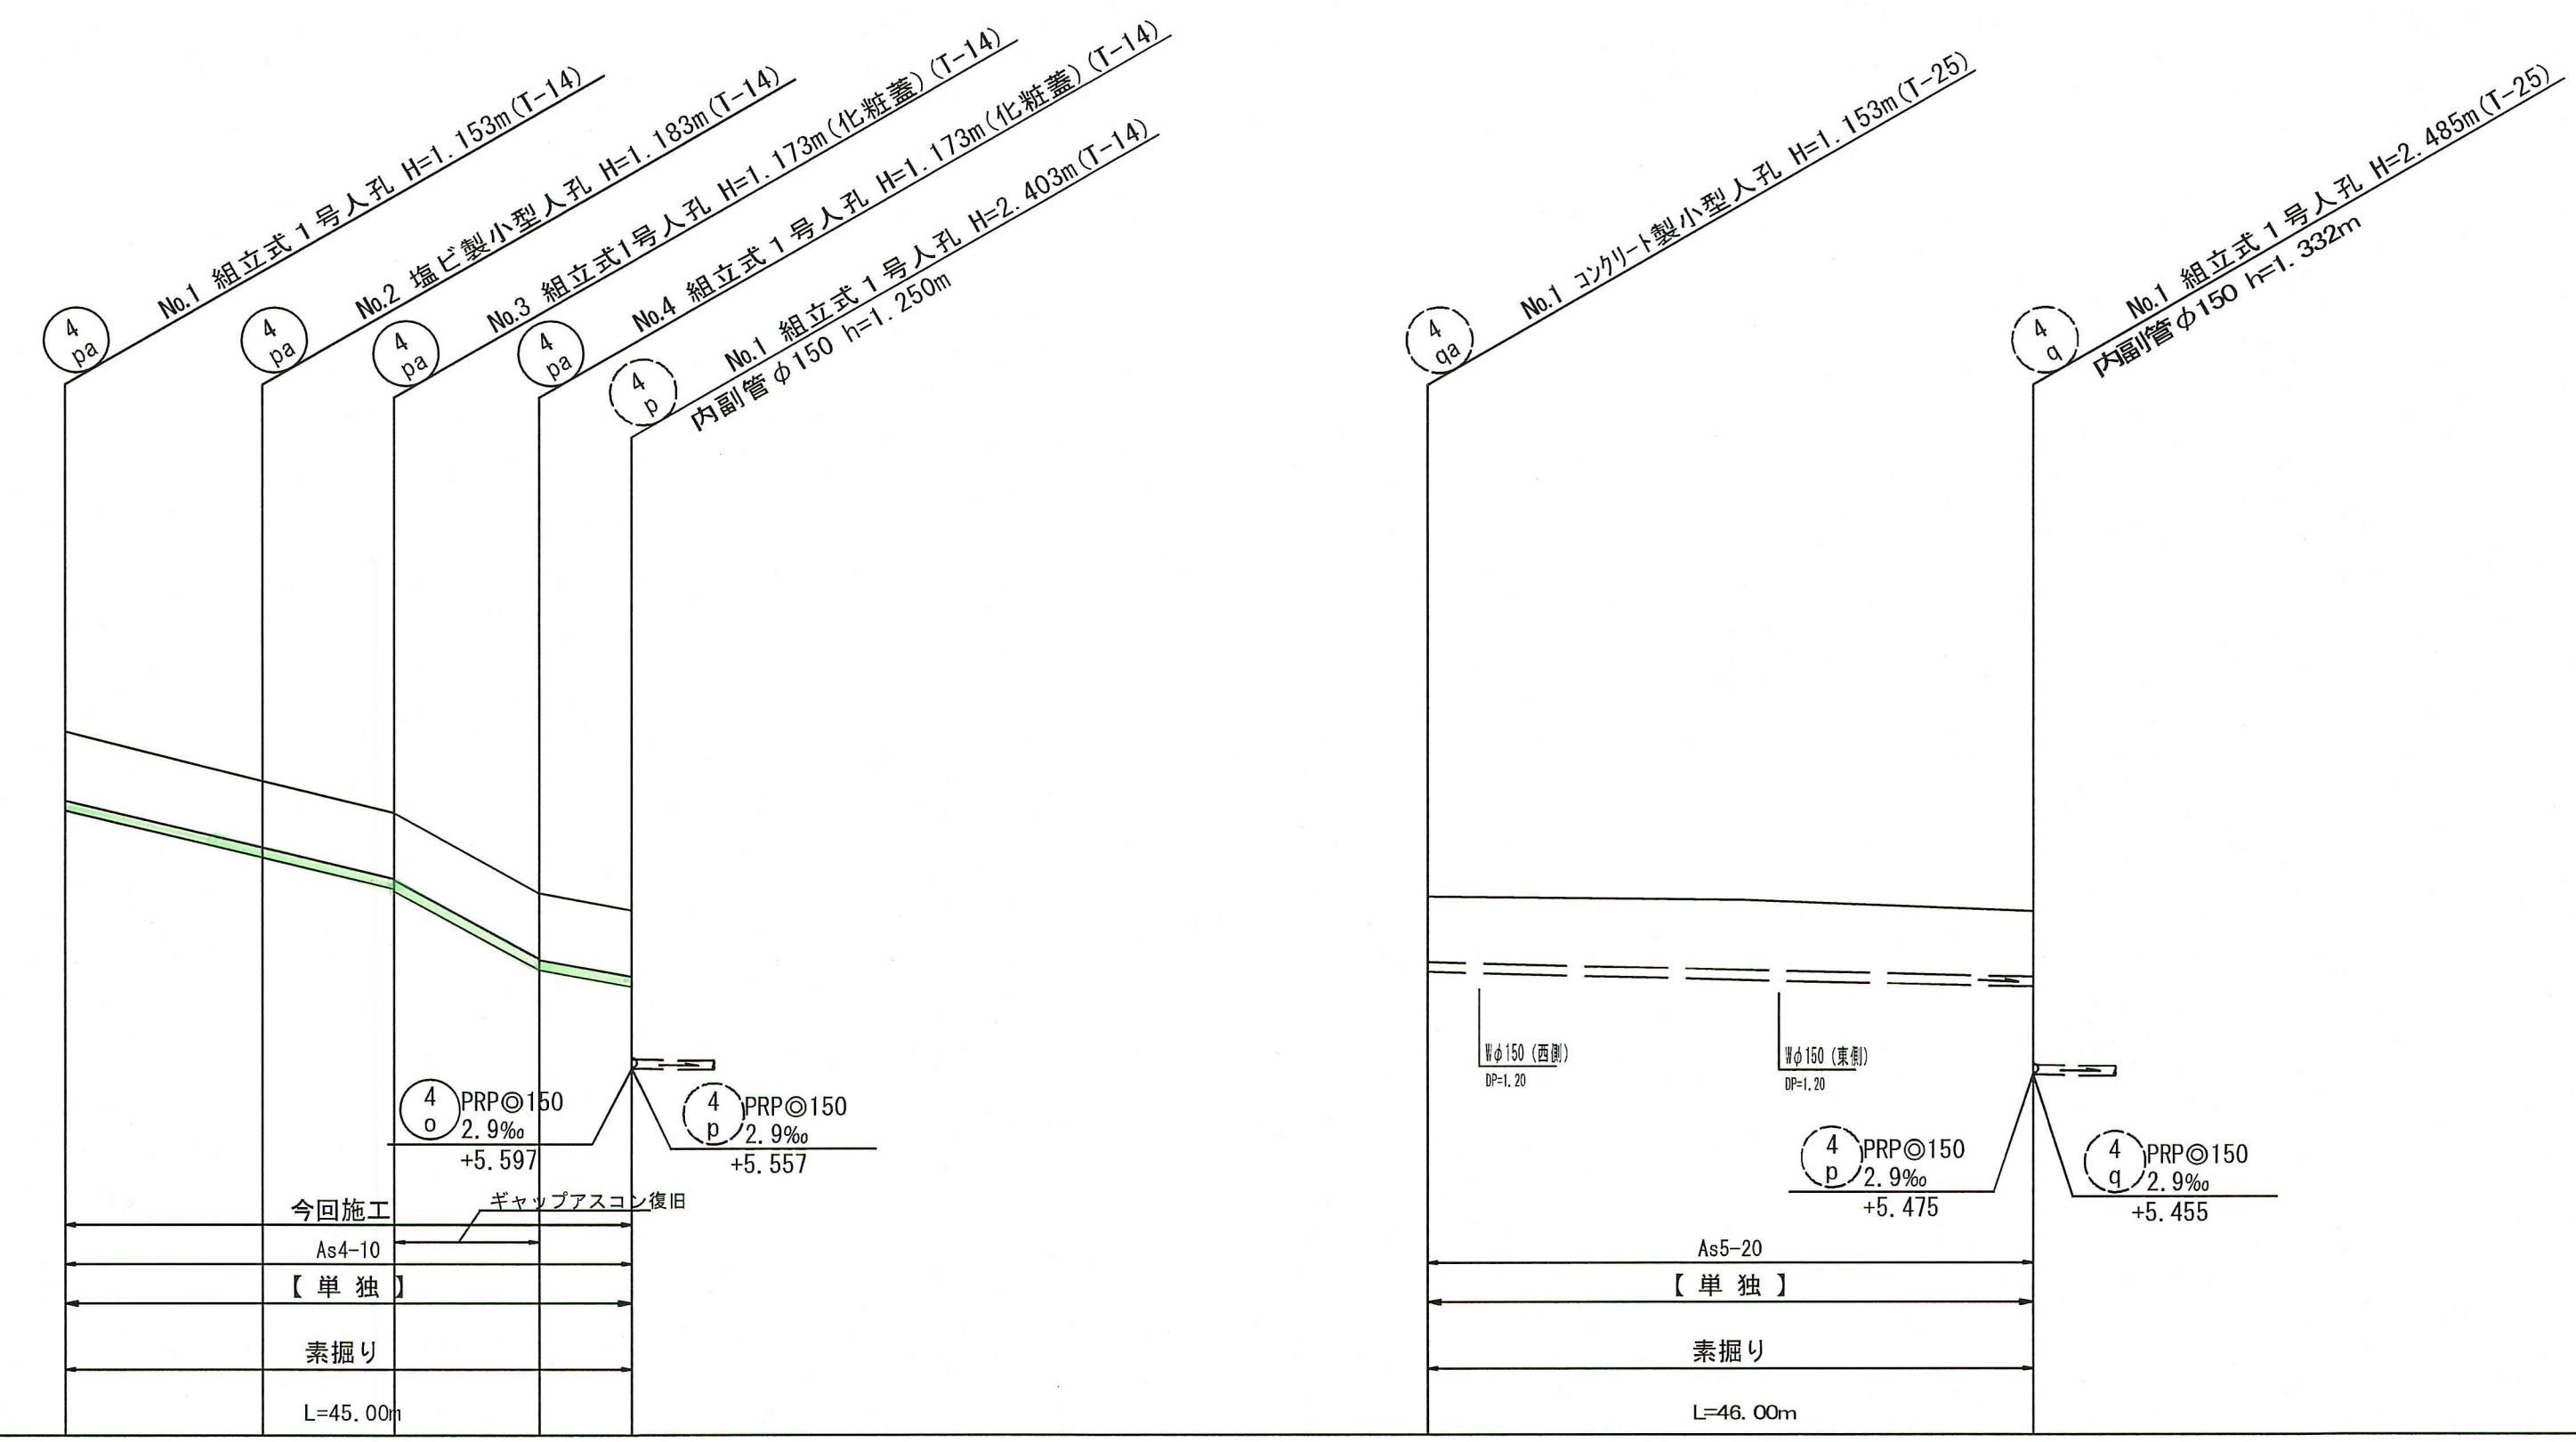 4
pa
№.1 組立式１号人孔 H=1.153m(T-14)
4
pa
№.2 塩ビ製小型人孔 H=1.183m(T-14)
4
pa
№.3 組立式1号人孔 H=1.173m(化粧蓋)(T-14)
4
pa
№.4 組立式１号人孔 H=1.173m(化粧蓋)(T-14)
4
p
№.1 組立式１号人孔 H=2.403m(T-14)
内副管φ150 h=1.250m
4
o
PRP◎150
2.9‰
+5.597
4
p
PRP◎150
2.9‰
+5.557
今回施工
ギャップアスコン復旧
As4-10
【 単 独 】
素掘り
L=45.00m
4
qa
№.1 ｺﾝｸﾘｰﾄ製小型人孔 H=1.153m(T-25)
4
q
№.1 組立式１号人孔 H=2.485m(T-25)
内副管φ150 h=1.332m
Wφ150（西側）
DP=1.20
Wφ150（東側）
DP=1.20
4
p
PRP◎150
2.9‰
+5.475
4
q
PRP◎150
2.9‰
+5.455
As5-20
【 単 独 】
素掘り
L=46.00m